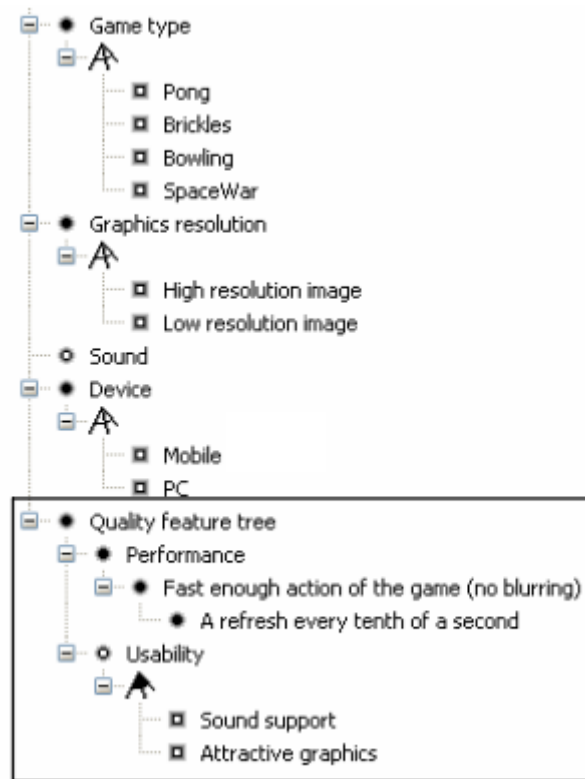 Game type
Pong
Brickles
Bowling
SpaceWar
Graphics resolution
High resolution image
Low resolution image
Sound
Device
Mobile
PC
Quality feature tree
Performance
Fast enough action of the game (no blurring)
A refresh every tenth of a second
Usability
Sound support
Attractive graphics